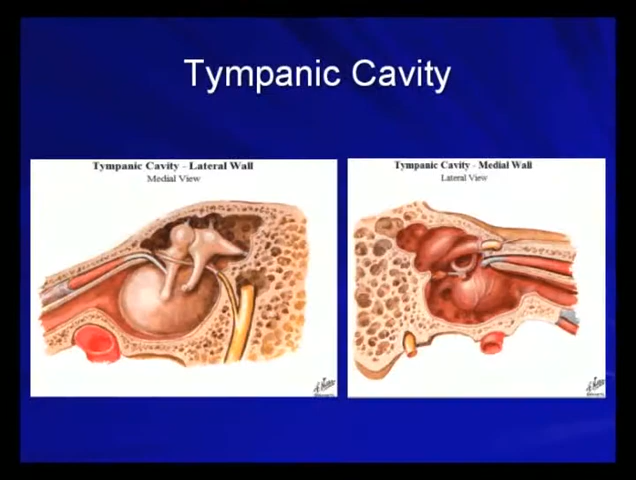 Tympanic Cavity
Tympanic Cavity - Lateral Wall
Medial View
Tympanic Cavity - Medial Wall
Lateral View